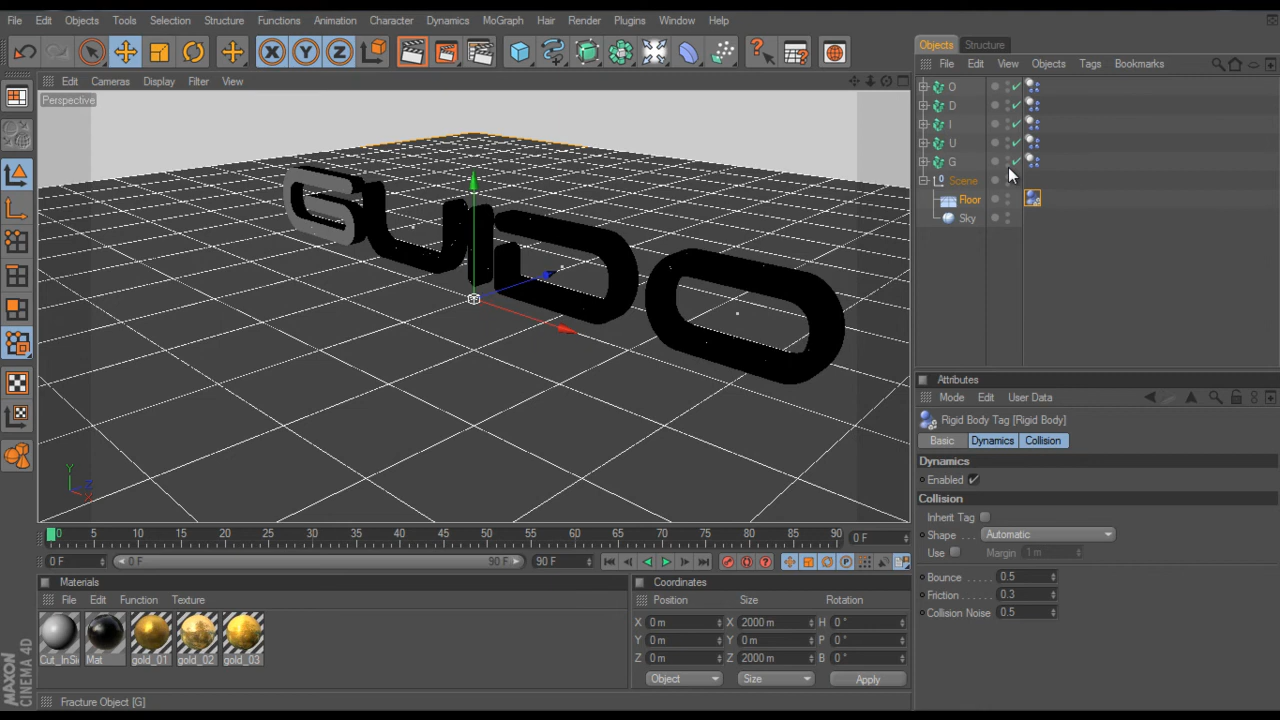 File Edit Objects Tools Selection Structure Functions Animation Character Dynamics MoGraph Hair Render Plugins Window Help
X Y Z
Objects Structure
File Edit View Objects Tags Bookmarks
Edit Cameras Display Filter View
Perspective
O
D
I
U
G
Scene
Floor
Sky
GUIDO
Y
Z
X
Attributes
Mode Edit User Data
Rigid Body Tag [Rigid Body]
Basic Dynamics Collision
Dynamics
Enabled
Collision
Inherit Tag
Shape . . . Automatic
Use Margin 1 m
Bounce . . . . . 0.5
Friction . . . . . 0.3
Collision Noise 0.5
0 5 10 15 20 25 30 35 40 45 50 55 60 65 70 75 80 85 90 0 F
0 F 0 F 90 F 90 F
Materials
File Edit Function Texture
Cut_InSi Mat gold_01 gold_02 gold_03
Coordinates
Position Size Rotation
X 0 m X 2000 m H 0 °
Y 0 m Y 0 m P 0 °
Z 0 m Z 2000 m B 0 °
Object Size Apply
MAXON CINEMA 4D
Fracture Object [G]